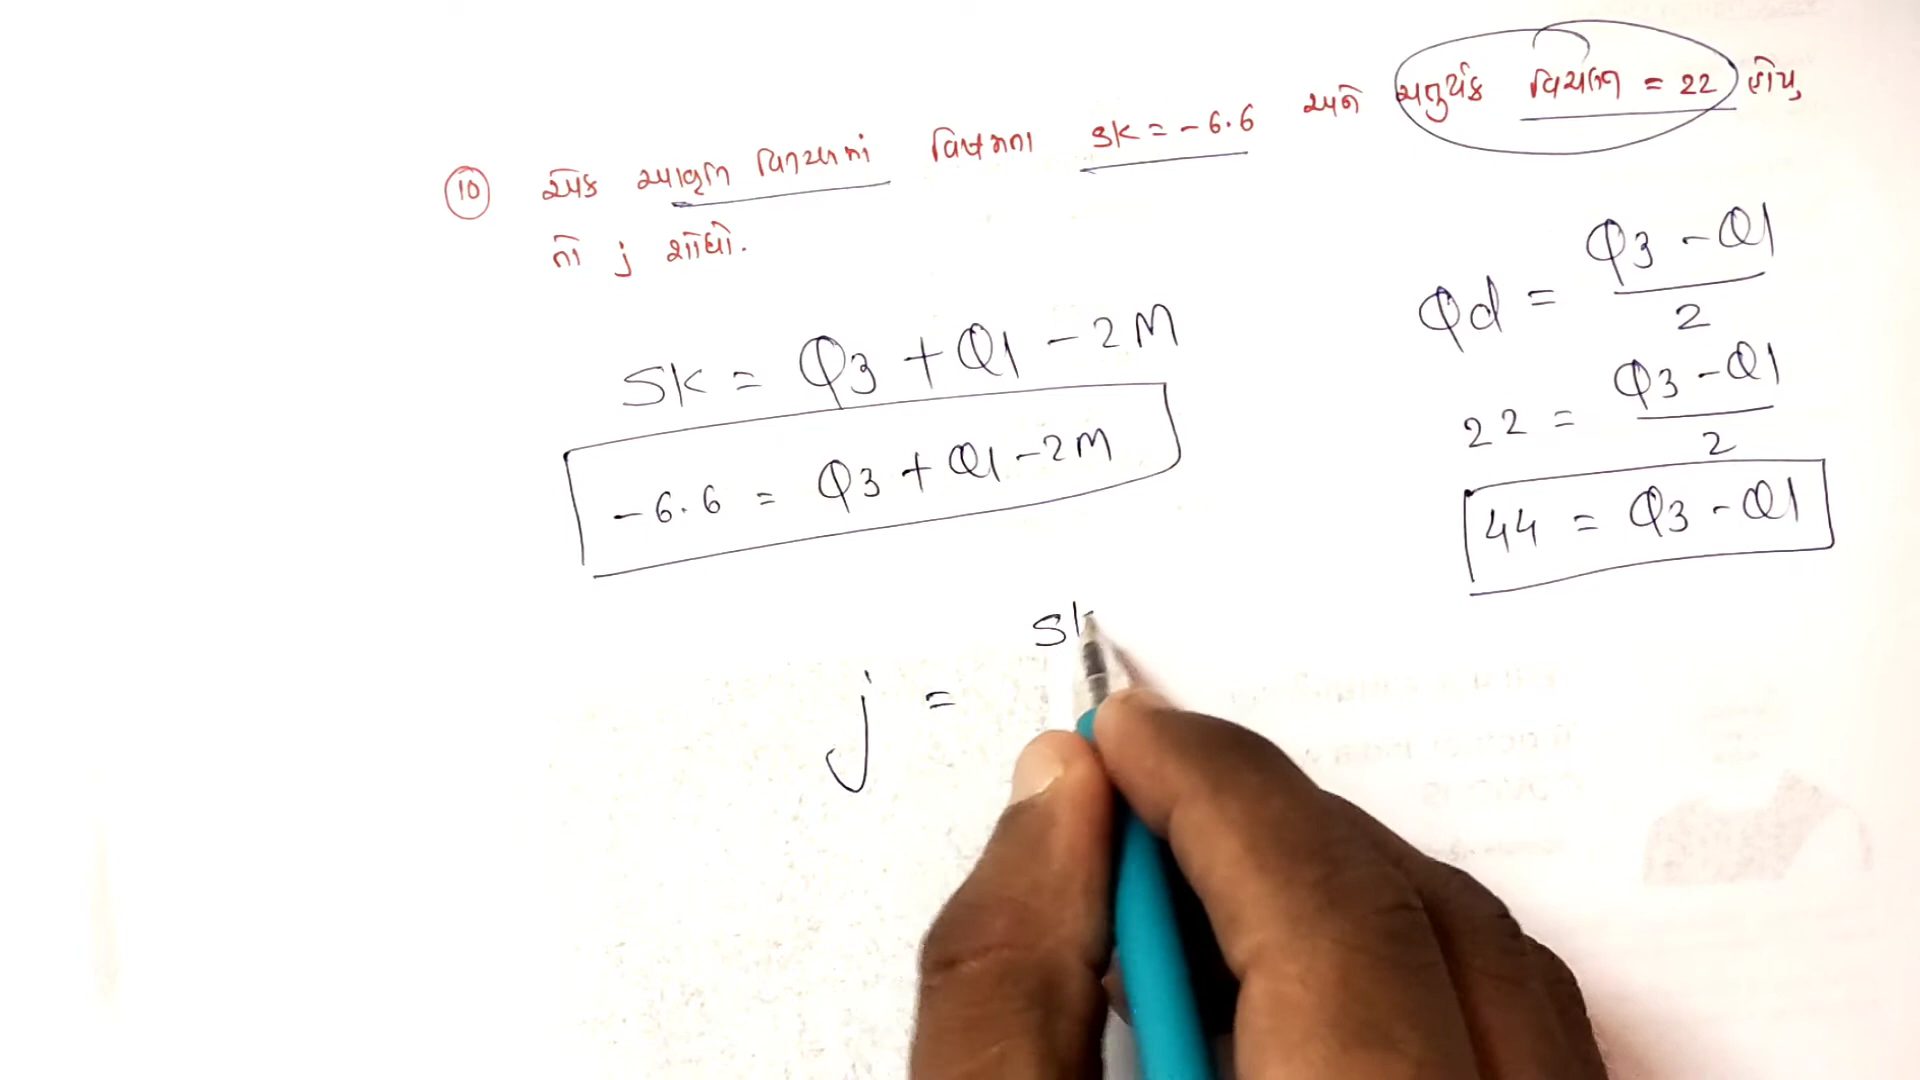 (10) એક આવૃત્તિ વિતરણમાં વિષમતા Sk = -6.6 અને ચતુર્થક વિચલન = 22 હોય,
તો j શોધો.
Sk = Q3 + Q1 - 2M
-6.6 = Q3 + Q1 - 2M
Qd = Q3 - Q1 / 2
22 = Q3 - Q1 / 2
44 = Q3 - Q1
j = Sk